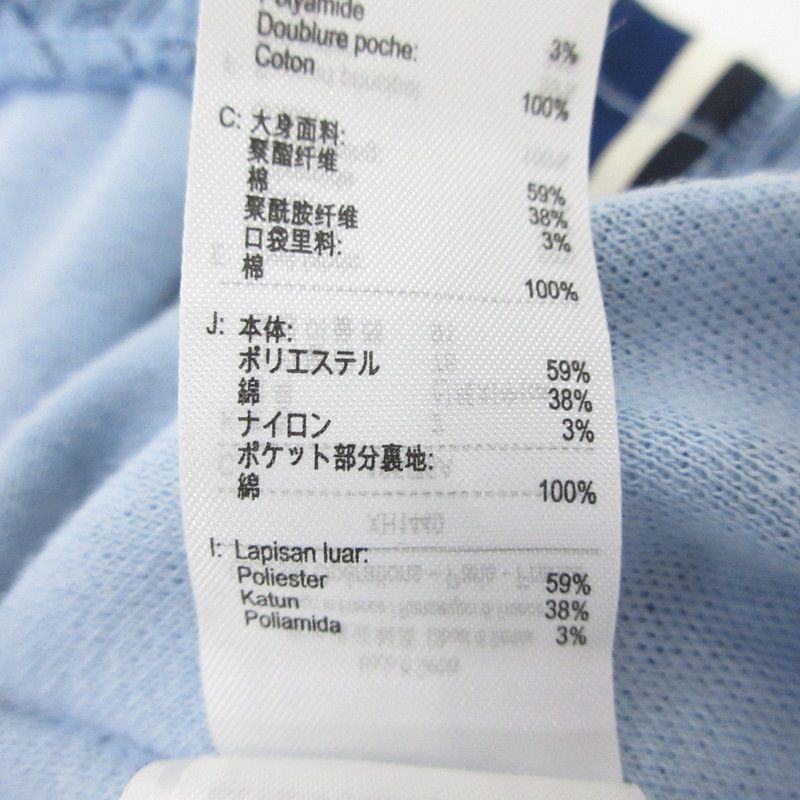 Polyamide 3%
Doublure poche:
Coton 100%
C: 大身面料:
聚酯纤维 59%
棉 38%
聚酰胺纤维 3%
口袋里料:
棉 100%
J: 本体:
ポリエステル 59%
綿 38%
ナイロン 3%
ポケット部分裏地:
綿 100%
I: Lapisan luar:
Poliester 59%
Katun 38%
Poliamida 3%